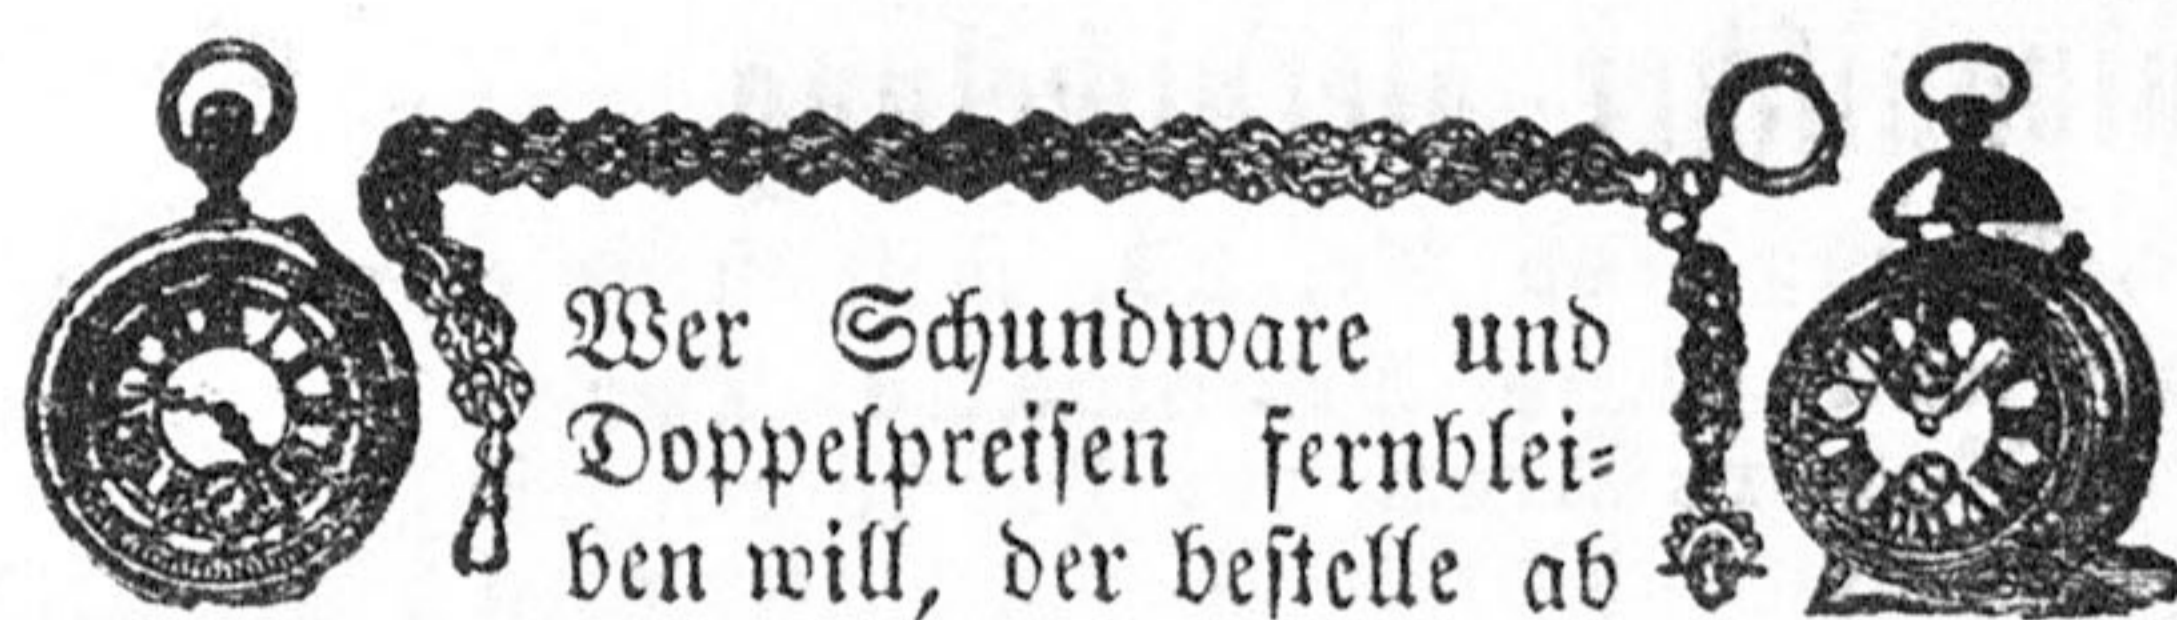 Wer Schundware und
Doppelpreiſen fernblei⸗
ben will, der beſtelle ab